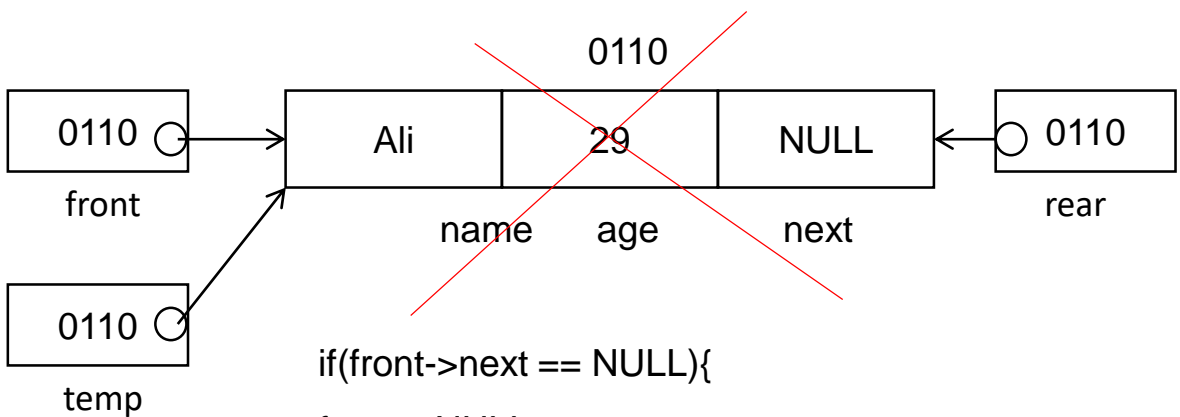 0110
0110 Ali 29 NULL 0110
front rear
name age next
0110
if(front->next == NULL){
temp